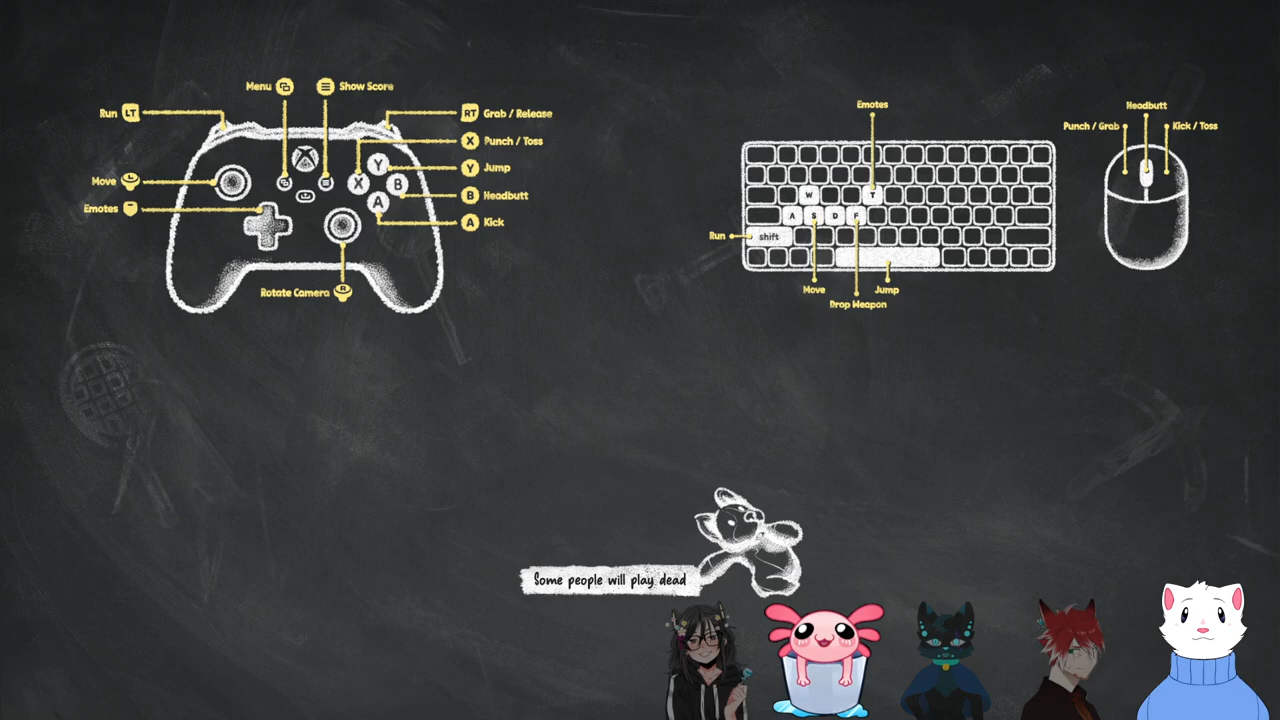 Menu
Show Score
Run LT
RT Grab / Release
X Punch / Toss
Y Jump
B Headbutt
A Kick
Move L
Emotes
Y
X B
A
Rotate Camera R
Emotes
Headbutt
Punch / Grab
Kick / Toss
W T
A S D F
Run
shift
Move
Jump
Drop Weapon
Some people will play dead